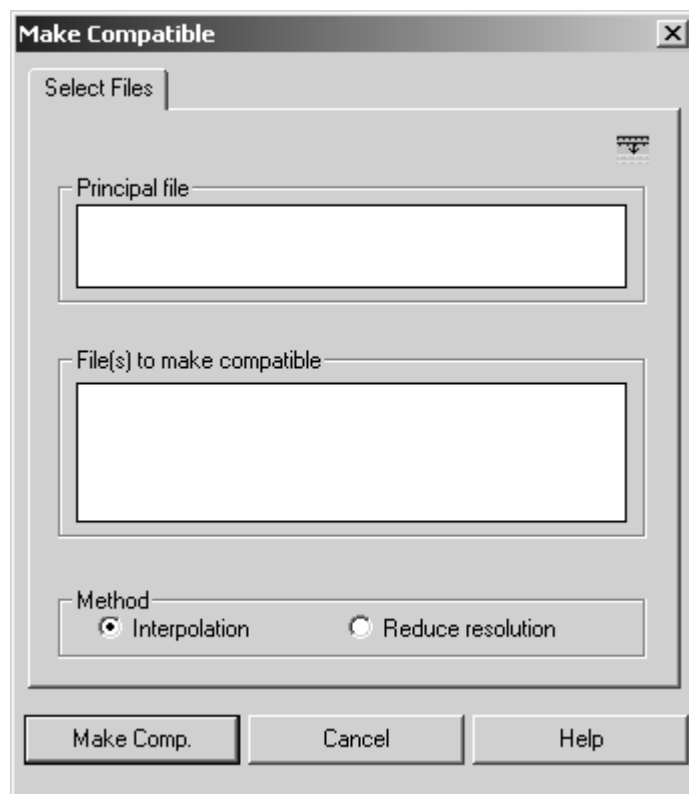 Make Compatible
Select Files
Principal file
File(s) to make compatible
Method
Interpolation Reduce resolution
Make Comp. Cancel Help